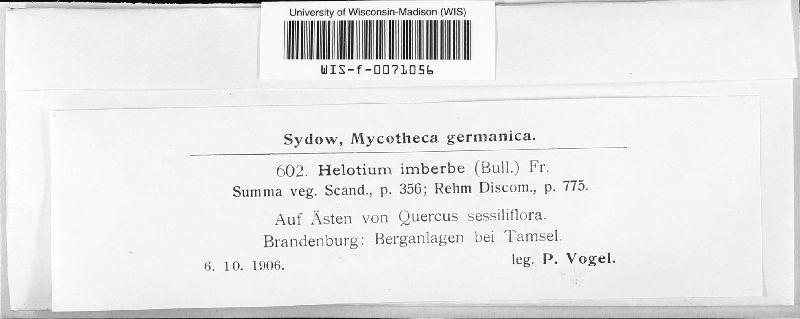 University of Wisconsin-Madison (WIS)
WIS-f-0071056
Sydow, Mycotheca germanica.
602. Helotium imberbe (Bull.) Fr.
Summa veg. Scand., p. 356; Rehm Discom., p. 775.
Auf Ästen von Quercus sessiliflora.
Brandenburg: Berganlagen bei Tamsel.
6. 10. 1906. leg. P. Vogel.